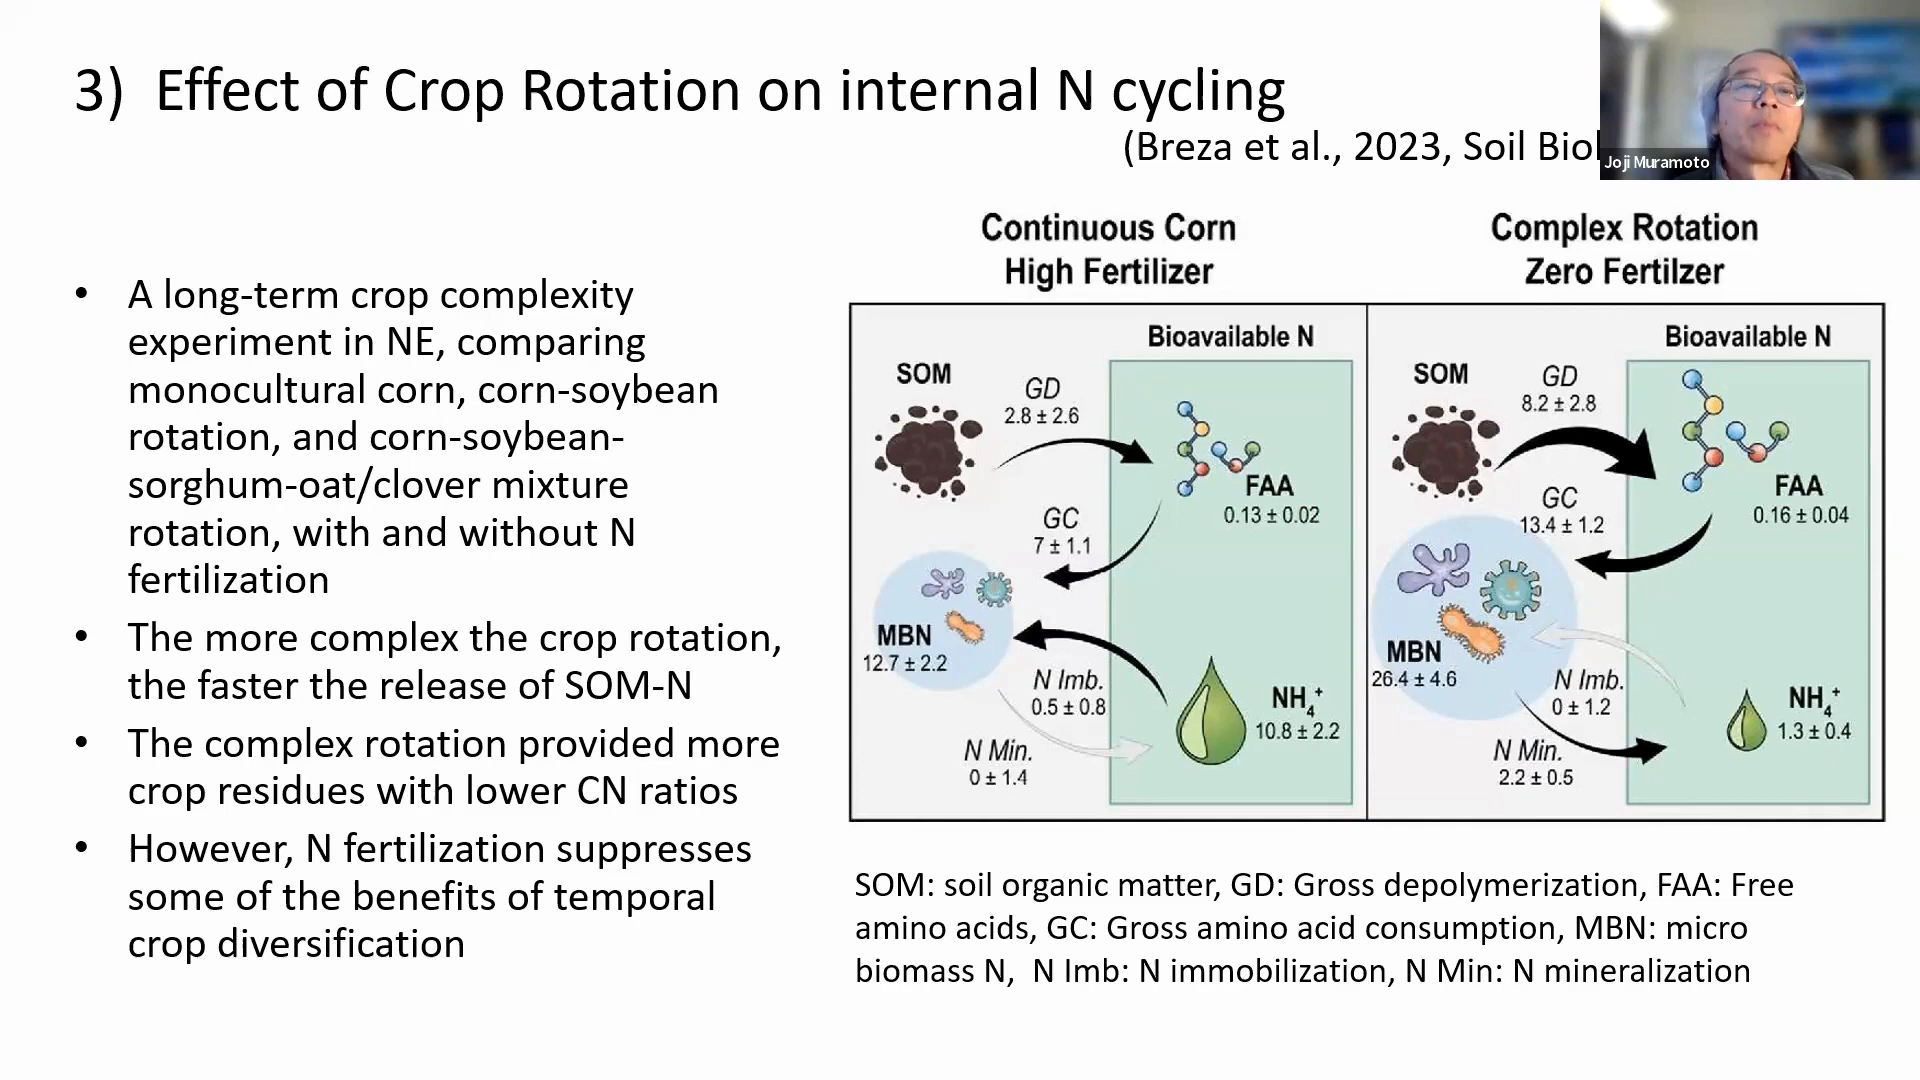 3) Effect of Crop Rotation on internal N cycling
(Breza et al., 2023, Soil Biol
Joji Muramoto
• A long-term crop complexity
experiment in NE, comparing
monocultural corn, corn-soybean
rotation, and corn-soybean-
sorghum-oat/clover mixture
rotation, with and without N
fertilization
• The more complex the crop rotation,
the faster the release of SOM-N
• The complex rotation provided more
crop residues with lower CN ratios
• However, N fertilization suppresses
some of the benefits of temporal
crop diversification
Continuous Corn
High Fertilizer
Bioavailable N
SOM
GD
2.8 ± 2.6
FAA
0.13 ± 0.02
GC
7 ± 1.1
MBN
12.7 ± 2.2
N Imb.
0.5 ± 0.8
NH₄⁺
10.8 ± 2.2
N Min.
0 ± 1.4
Complex Rotation
Zero Fertilzer
Bioavailable N
SOM
GD
8.2 ± 2.8
FAA
0.16 ± 0.04
GC
13.4 ± 1.2
MBN
26.4 ± 4.6
N Imb.
0 ± 1.2
NH₄⁺
1.3 ± 0.4
N Min.
2.2 ± 0.5
SOM: soil organic matter, GD: Gross depolymerization, FAA: Free
amino acids, GC: Gross amino acid consumption, MBN: micro
biomass N, N Imb: N immobilization, N Min: N mineralization